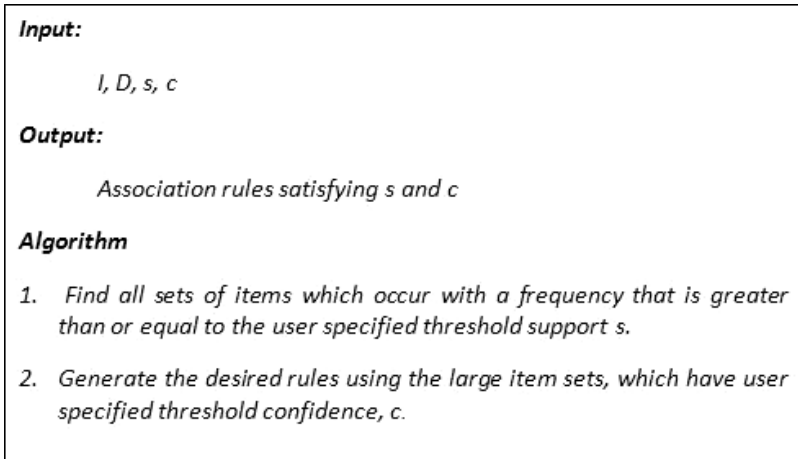 Input:
I, D, s, c
Output:
Association rules satisfying s and c
Algorithm
1. Find all sets of items which occur with a frequency that is greater
than or equal to the user specified threshold support s.
2. Generate the desired rules using the large item sets, which have user
specified threshold confidence, c.